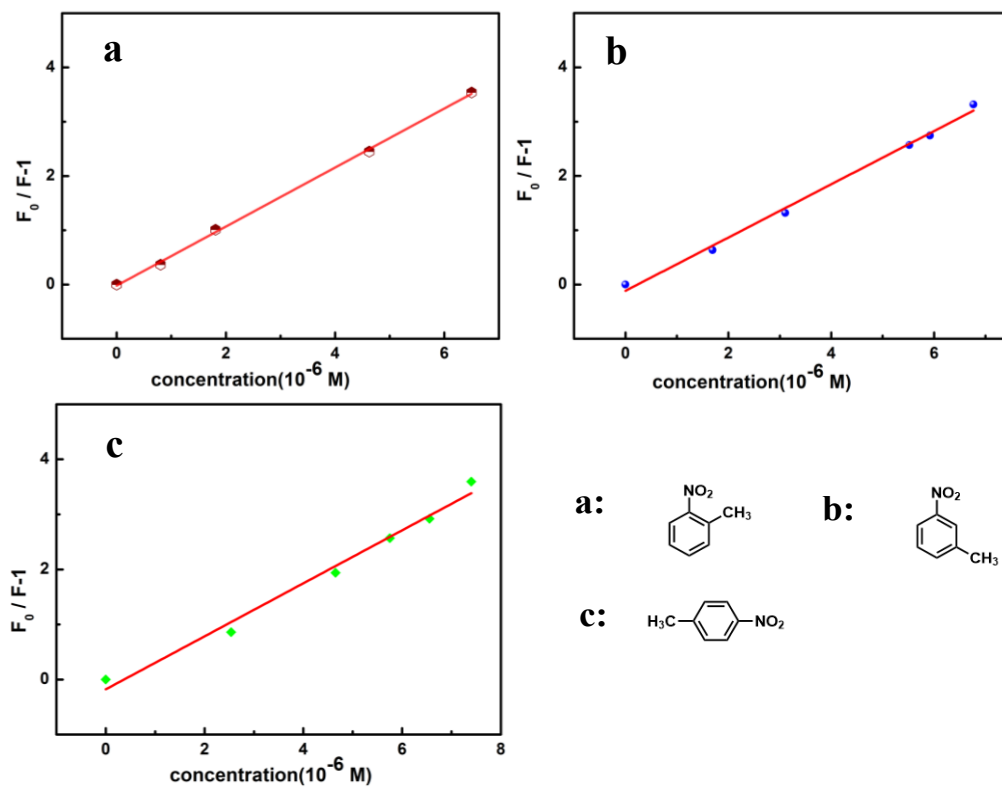 a
F₀ / F-1
4
2
0
0 2 4 6
concentration(10⁻⁶ M)
b
F₀ / F-1
4
2
0
0 2 4 6
concentration(10⁻⁶ M)
c
F₀ / F-1
4
2
0
0 2 4 6 8
concentration(10⁻⁶ M)
a:
NO₂
CH₃
b:
NO₂
CH₃
c:
H₃C
NO₂